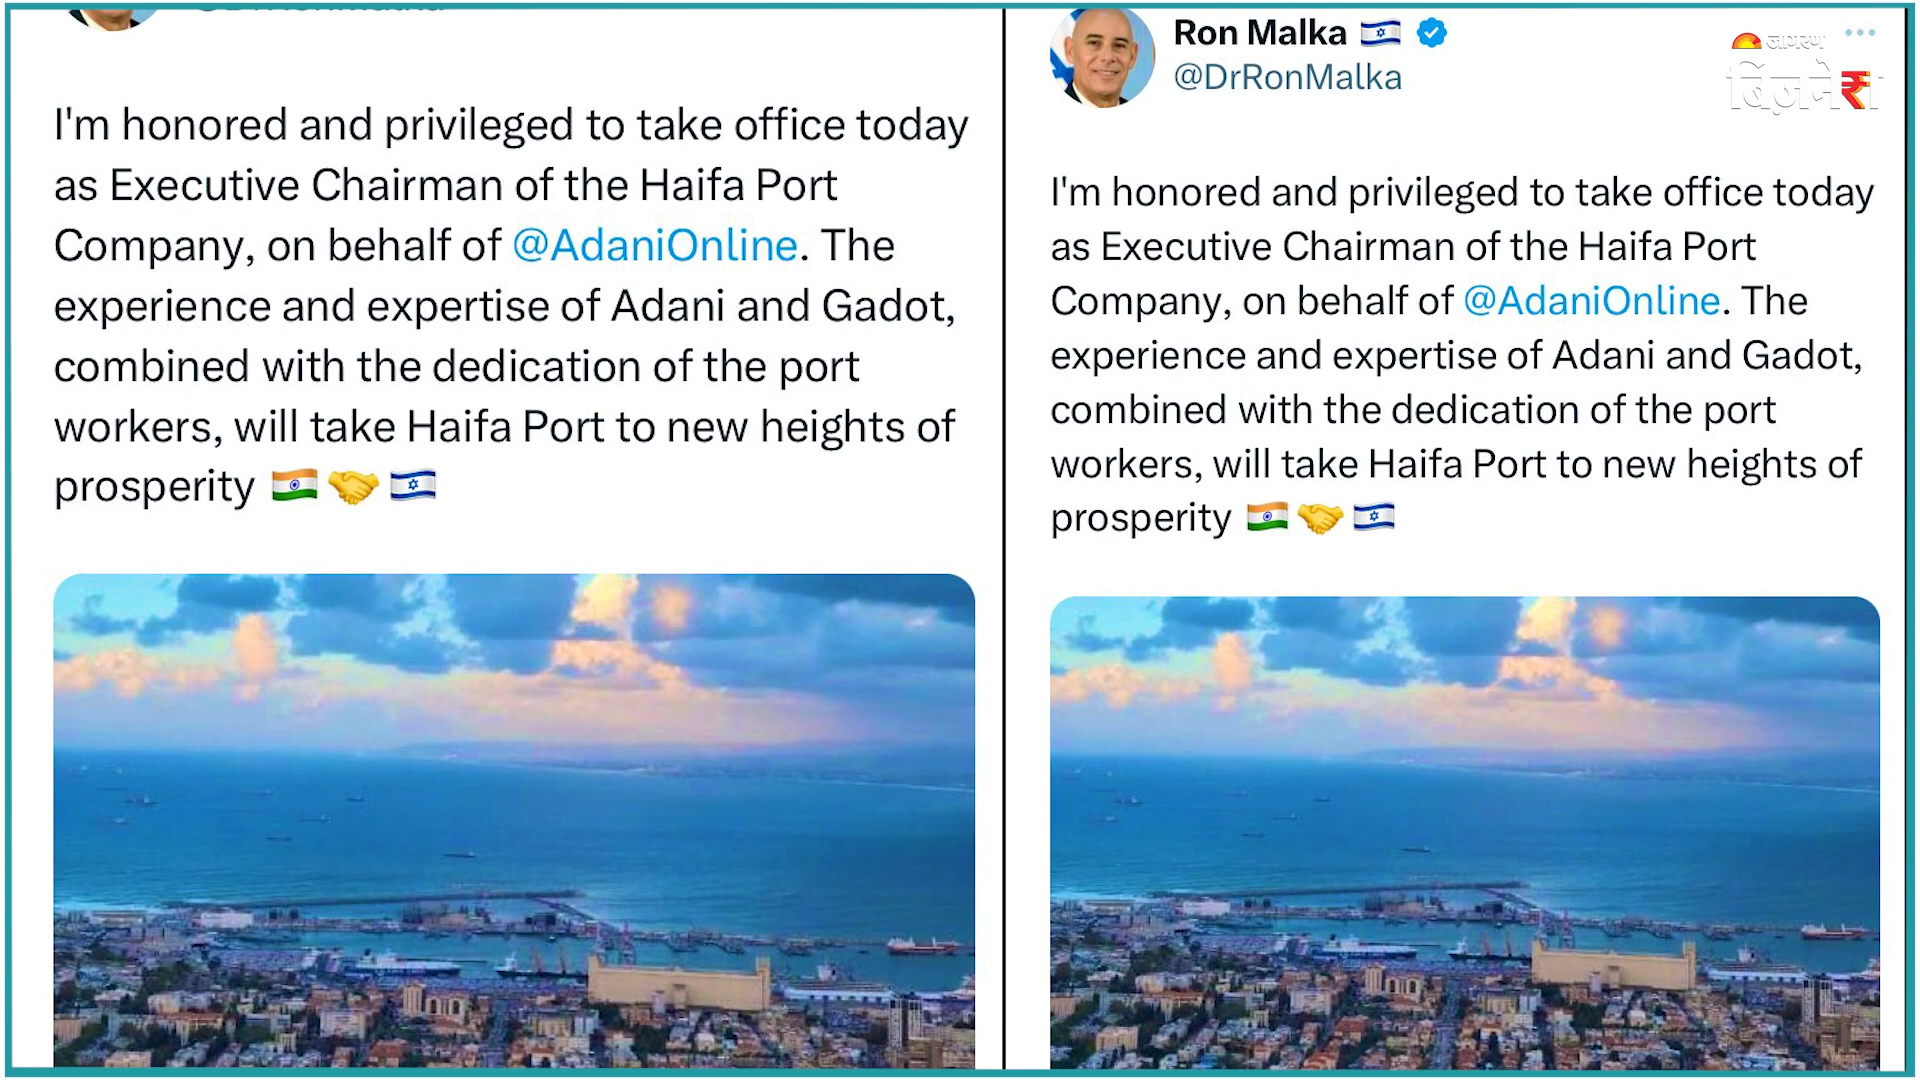 I'm honored and privileged to take office today
as Executive Chairman of the Haifa Port
Company, on behalf of @AdaniOnline. The
experience and expertise of Adani and Gadot,
combined with the dedication of the port
workers, will take Haifa Port to new heights of
prosperity 🇮🇳 🤝 🇮🇱
Ron Malka 🇮🇱
@DrRonMalka
जागरण
बिज़नेस
I'm honored and privileged to take office today
as Executive Chairman of the Haifa Port
Company, on behalf of @AdaniOnline. The
experience and expertise of Adani and Gadot,
combined with the dedication of the port
workers, will take Haifa Port to new heights of
prosperity 🇮🇳 🤝 🇮🇱